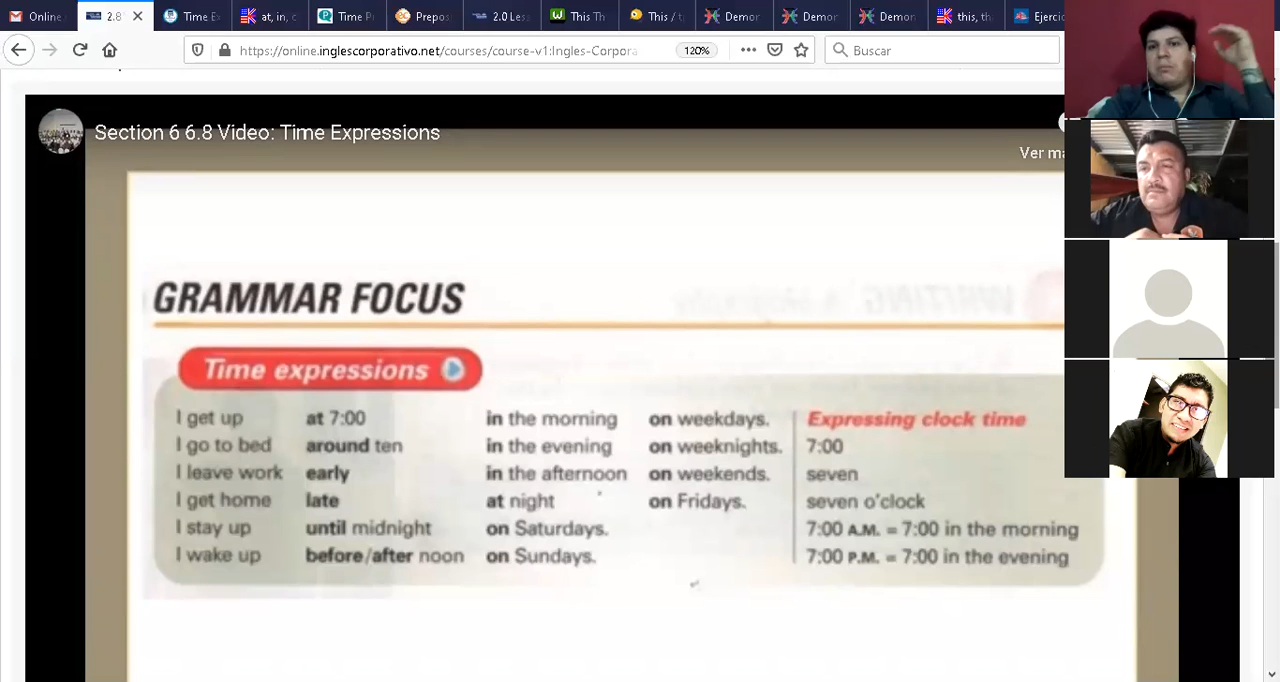 Online
2.8
Time E
at, in, c
Time P
Prepos
2.0 Les
This Th
This / t
Demor
Demor
Demor
this, th
Ejercic
https://online.inglescorporativo.net/courses/course-v1:Ingles-Corpora
120%
Buscar
Section 6 6.8 Video: Time Expressions
Ver má
GRAMMAR FOCUS
Time expressions
I get up at 7:00 in the morning on weekdays. Expressing clock time
I go to bed around ten in the evening on weeknights. 7:00
I leave work early in the afternoon on weekends. seven
I get home late at night on Fridays. seven o'clock
I stay up until midnight on Saturdays. 7:00 A.M. = 7:00 in the morning
I wake up before/after noon on Sundays. 7:00 P.M. = 7:00 in the evening